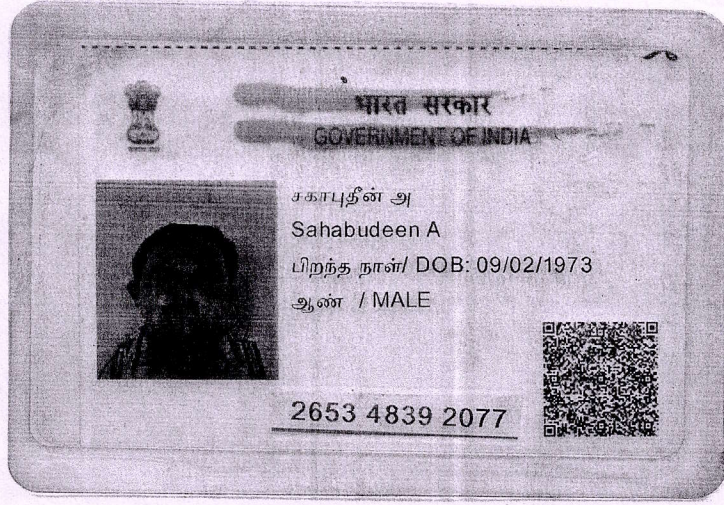 भारत सरकार
GOVERNMENT OF INDIA
சகாபுதீன் அ
Sahabudeen A
பிறந்த நாள்/ DOB: 09/02/1973
ஆண் / MALE
2653 4839 2077